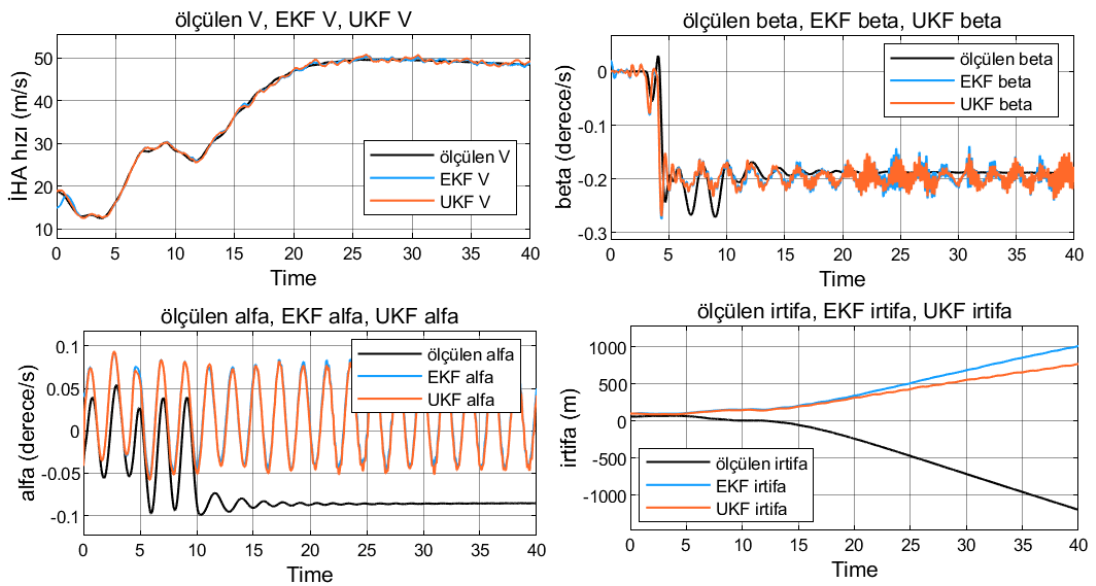 ölçülen V, EKF V, UKF V
İHA hızı (m/s)
50
40
30
20
10
ölçülen V
EKF V
UKF V
0 5 10 15 20 25 30 35 40
Time
ölçülen beta, EKF beta, UKF beta
beta (derece/s)
0
-0.1
-0.2
-0.3
ölçülen beta
EKF beta
UKF beta
0 5 10 15 20 25 30 35 40
Time
ölçülen alfa, EKF alfa, UKF alfa
alfa (derece/s)
0.1
0.05
0
-0.05
-0.1
ölçülen alfa
EKF alfa
UKF alfa
0 5 10 15 20 25 30 35 40
Time
ölçülen irtifa, EKF irtifa, UKF irtifa
irtifa (m)
1000
500
0
-500
-1000
ölçülen irtifa
EKF irtifa
UKF irtifa
0 5 10 15 20 25 30 35 40
Time